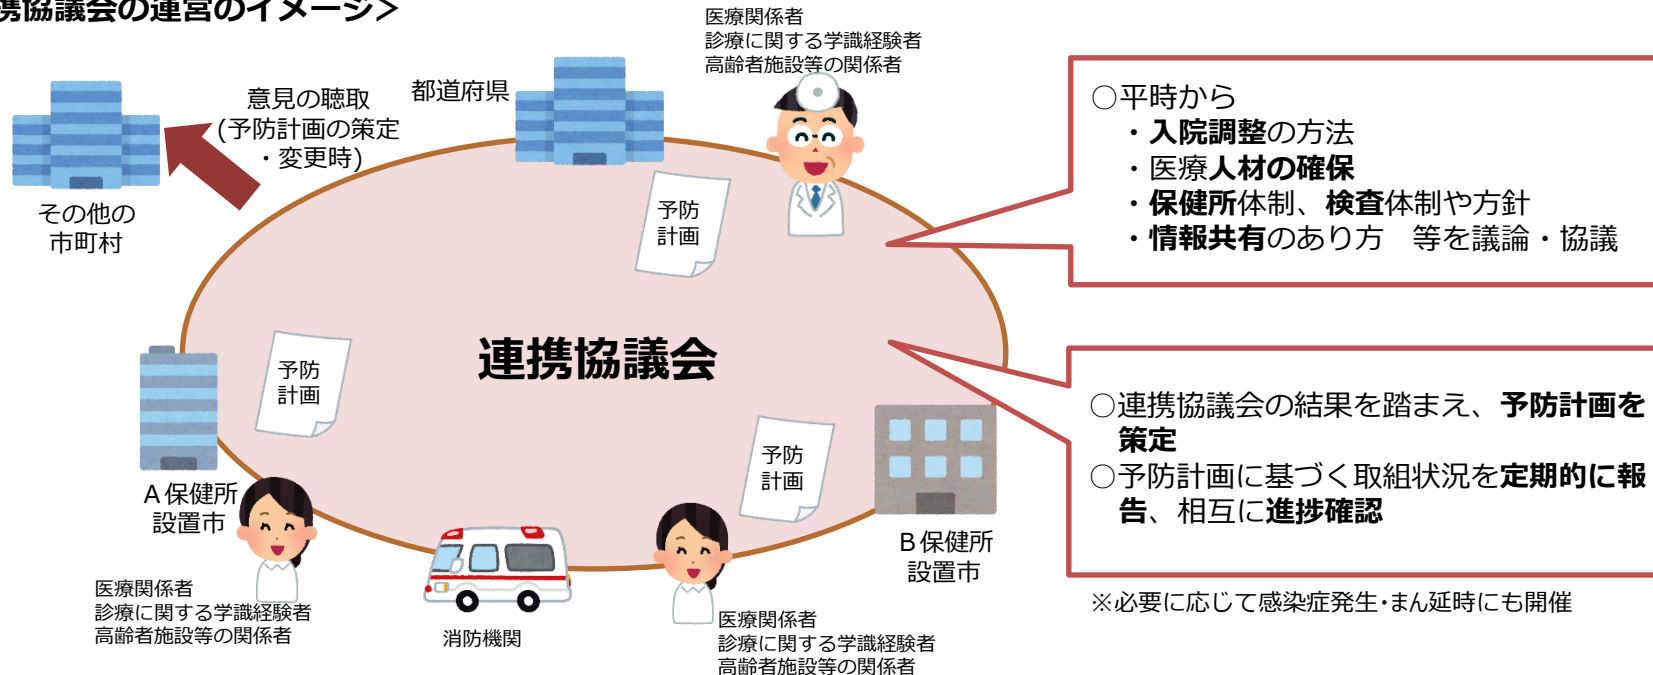 携協議会の運営のイメージ＞
医療関係者
診療に関する学識経験者
高齢者施設等の関係者
都道府県
意見の聴取
(予防計画の策定
・変更時)
その他の
市町村
予防
計画
○平時から
・入院調整の方法
・医療人材の確保
・保健所体制、検査体制や方針
・情報共有のあり方　等を議論・協議
連携協議会
予防
計画
○連携協議会の結果を踏まえ、予防計画を
策定
○予防計画に基づく取組状況を定期的に報
告、相互に進捗確認
予防
計画
A保健所
設置市
B保健所
設置市
医療関係者
診療に関する学識経験者
高齢者施設等の関係者
消防機関
医療関係者
診療に関する学識経験者
高齢者施設等の関係者
※必要に応じて感染症発生･まん延時にも開催